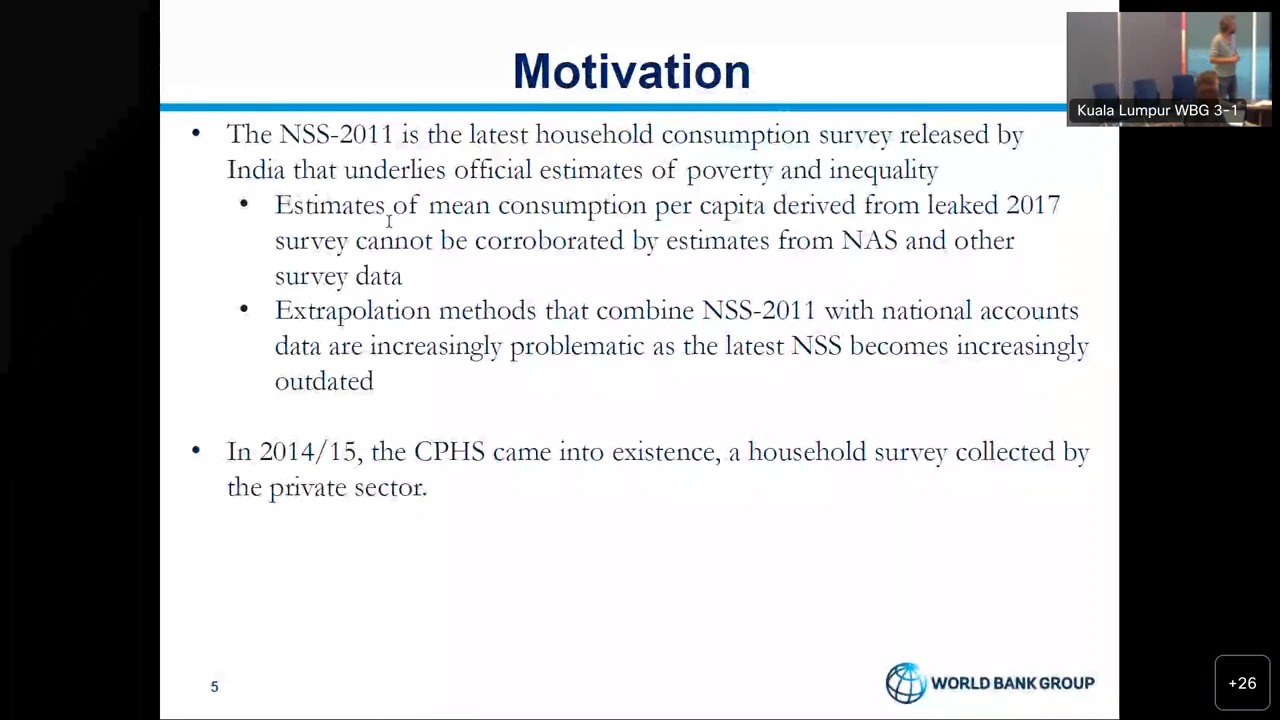 Motivation
Kuala Lumpur WBG 3-1
• The NSS-2011 is the latest household consumption survey released by
India that underlies official estimates of poverty and inequality
• Estimates of mean consumption per capita derived from leaked 2017
survey cannot be corroborated by estimates from NAS and other
survey data
• Extrapolation methods that combine NSS-2011 with national accounts
data are increasingly problematic as the latest NSS becomes increasingly
outdated
• In 2014/15, the CPHS came into existence, a household survey collected by
the private sector.
5
WORLD BANK GROUP
+26